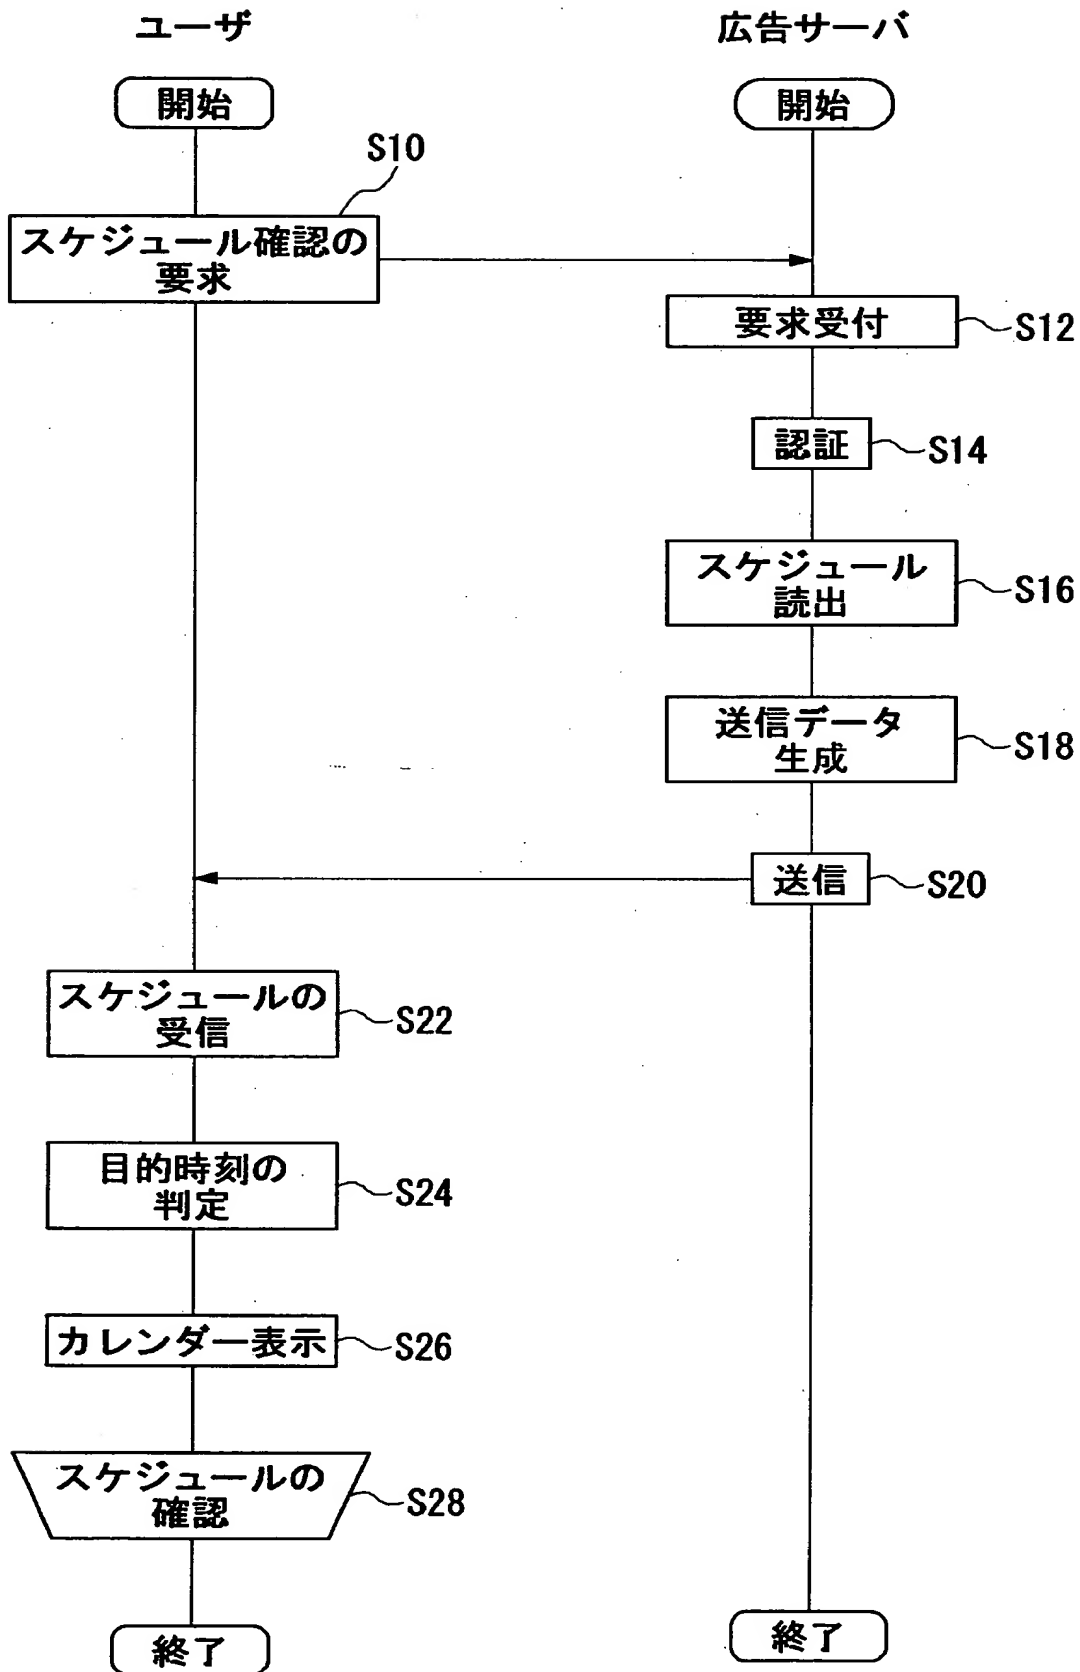 ユーザ
広告サーバ
開始
開始
S10
スケジュール確認の
要求
要求受付
S12
認証
S14
スケジュール
読出
S16
送信データ
生成
S18
送信
S20
スケジュールの
受信
S22
目的時刻の
判定
S24
カレンダー表示
S26
スケジュールの
確認
S28
終了
終了